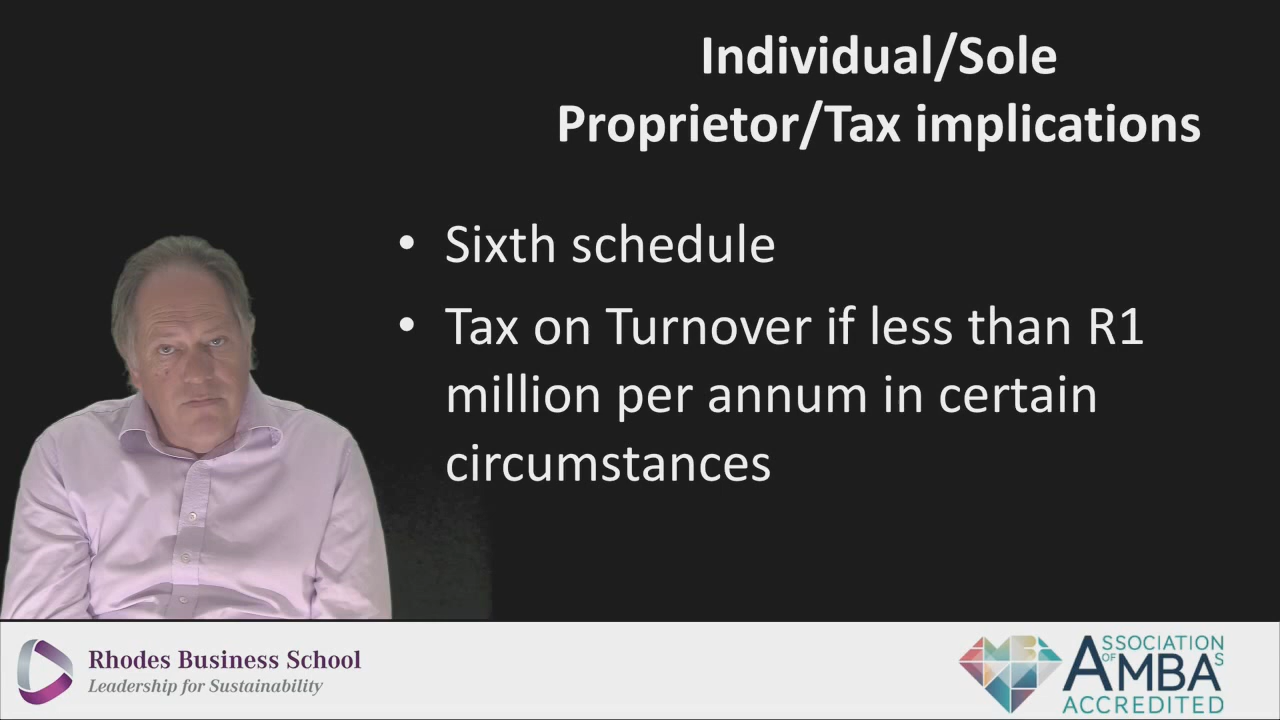 Individual/Sole
Proprietor/Tax implications
• Sixth schedule
• Tax on Turnover if less than R1
million per annum in certain
circumstances
Rhodes Business School
Leadership for Sustainability
ASSOCIATION
OF AMBAs
ACCREDITED